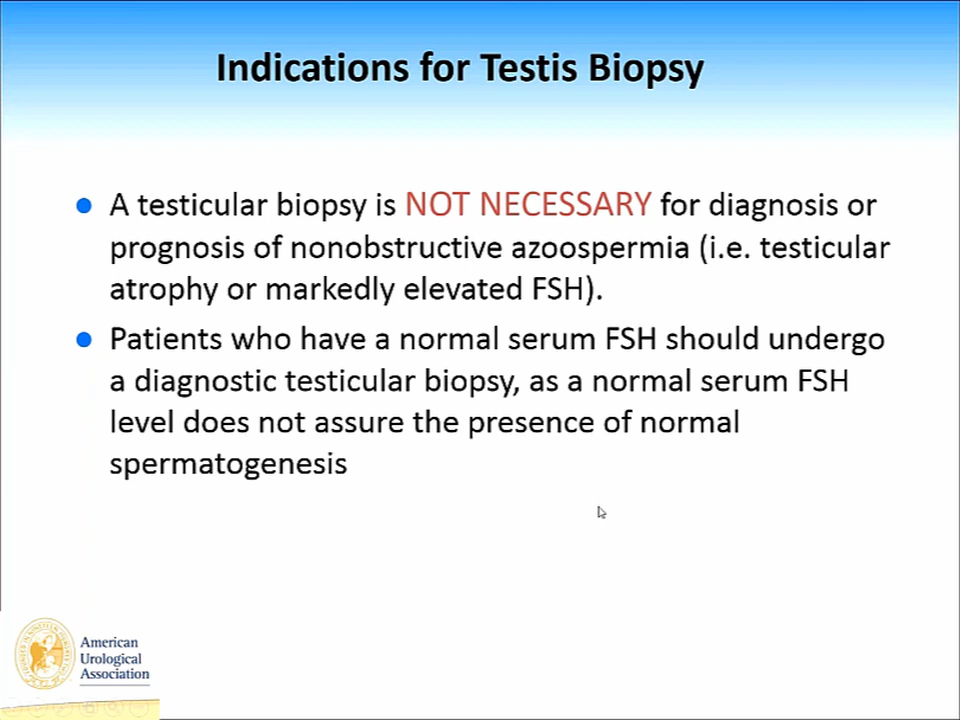 Indications for Testis Biopsy
● A testicular biopsy is NOT NECESSARY for diagnosis or
prognosis of nonobstructive azoospermia (i.e. testicular
atrophy or markedly elevated FSH).
● Patients who have a normal serum FSH should undergo
a diagnostic testicular biopsy, as a normal serum FSH
level does not assure the presence of normal
spermatogenesis
American
Urological
Association